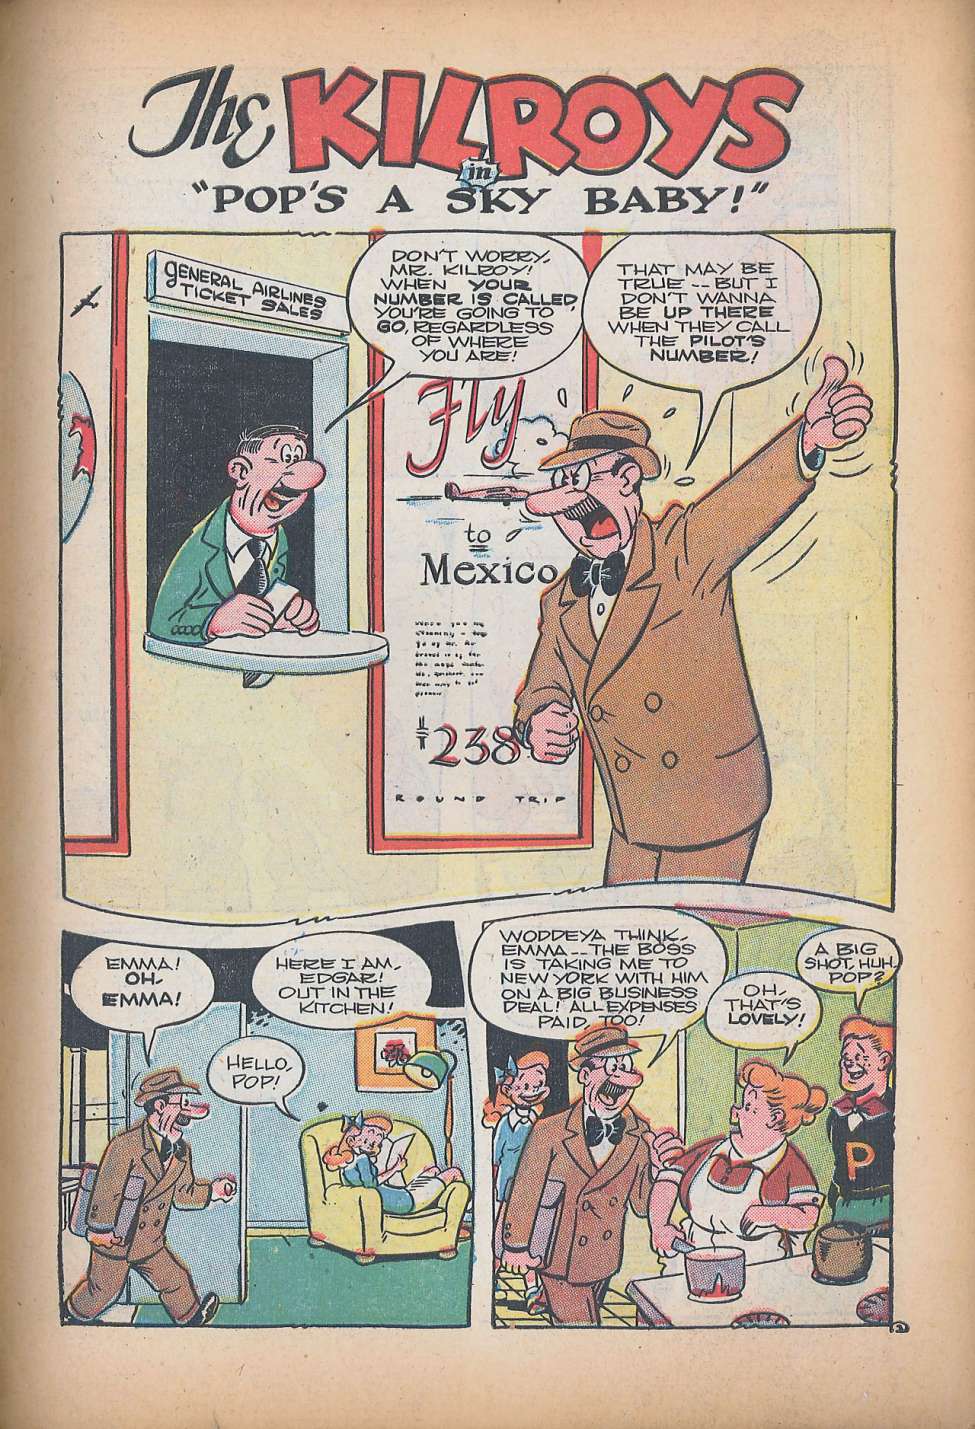 The KILROYS
in
"POP'S A SKY BABY!"
GENERAL AIRLINES
TICKET SALES
DON'T WORRY,
MR. KILROY!
WHEN YOUR
NUMBER IS CALLED,
YOU'RE GOING TO
GO, REGARDLESS
OF WHERE
YOU ARE!
THAT MAY BE
TRUE -- BUT I
DON'T WANNA
BE UP THERE
WHEN THEY CALL
THE PILOT'S
NUMBER!
Fly
to
Mexico
$238
ROUND TRIP
EMMA!
OH,
EMMA!
HERE I AM,
EDGAR!
OUT IN THE
KITCHEN!
HELLO,
POP!
WODDEYA THINK,
EMMA -- THE BOSS
IS TAKING ME TO
NEW YORK WITH HIM
ON A BIG BUSINESS
DEAL! ALL EXPENSES
PAID, TOO!
OH,
THAT'S
LOVELY!
A BIG
SHOT, HUH,
POP?
P